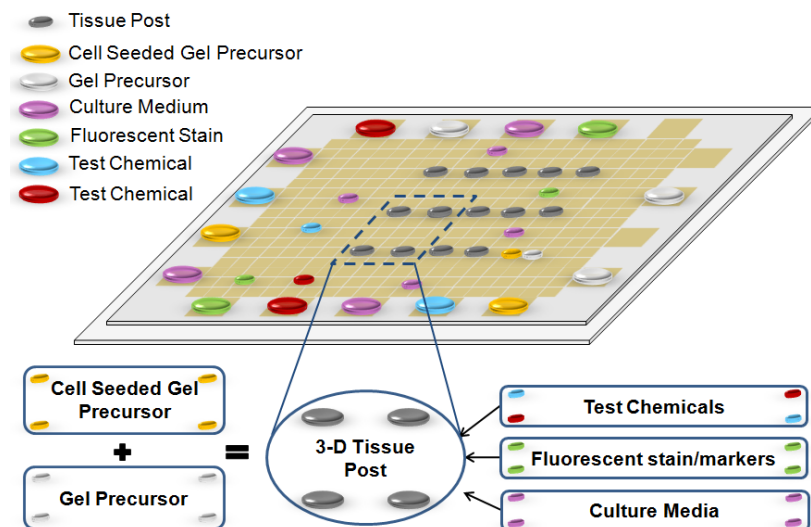 Tissue Post
Cell Seeded Gel Precursor
Gel Precursor
Culture Medium
Fluorescent Stain
Test Chemical
Test Chemical
Cell Seeded Gel
Precursor
+
Gel Precursor
=
3-D Tissue
Post
Test Chemicals
Fluorescent stain/markers
Culture Media